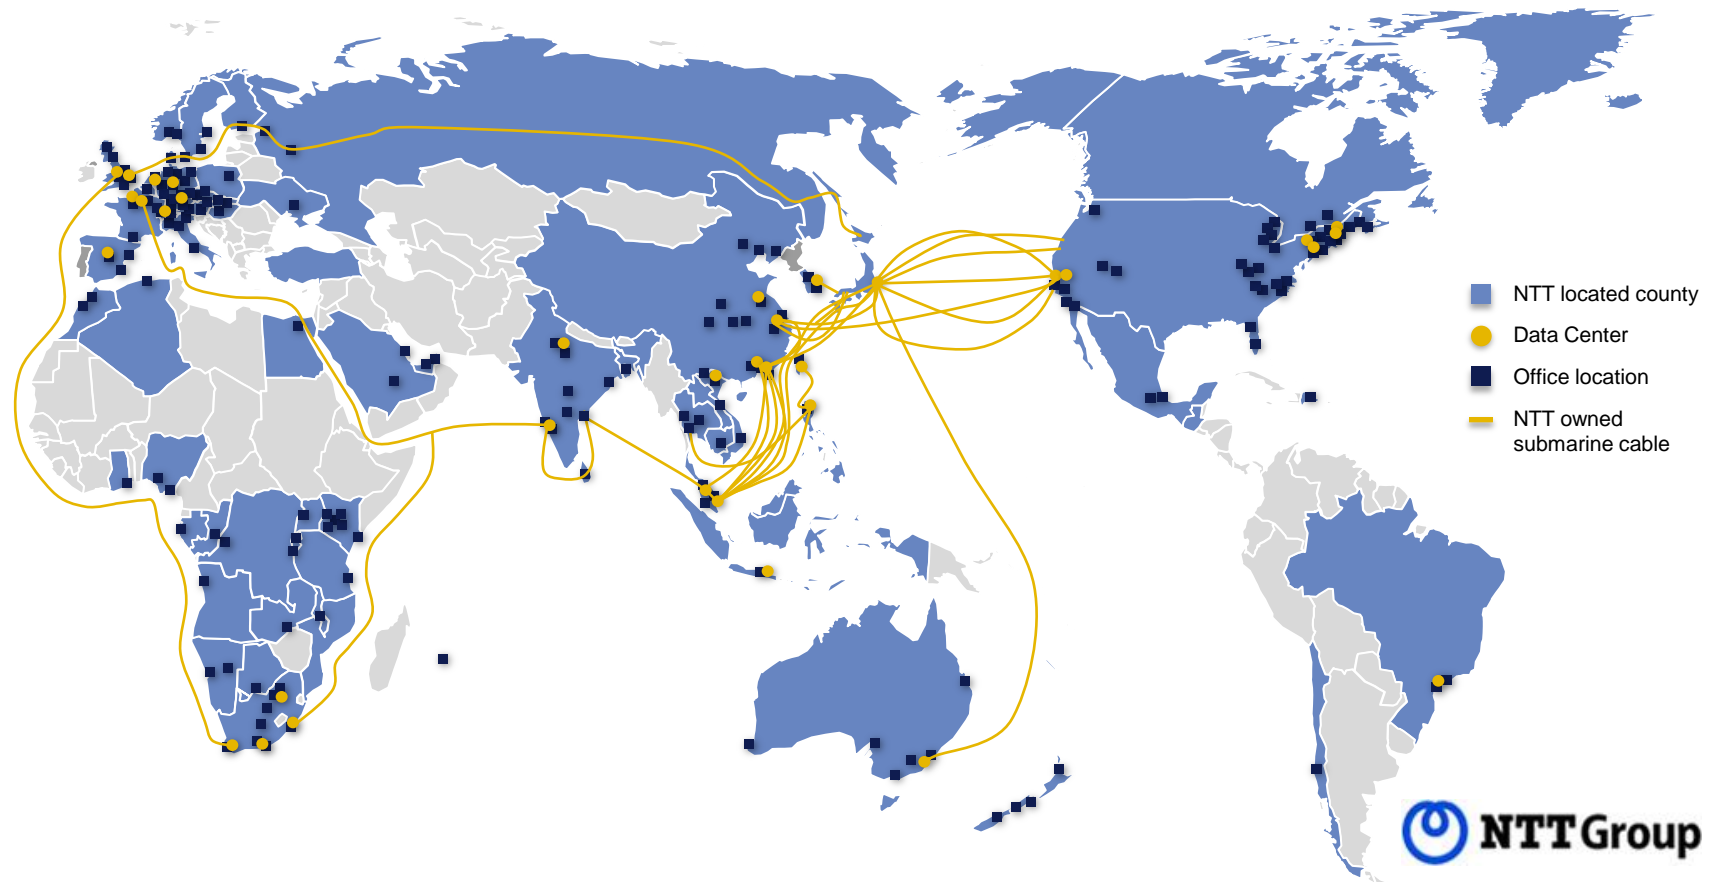 NTT located county
Data Center
Office location
NTT owned
submarine cable
NTT Group